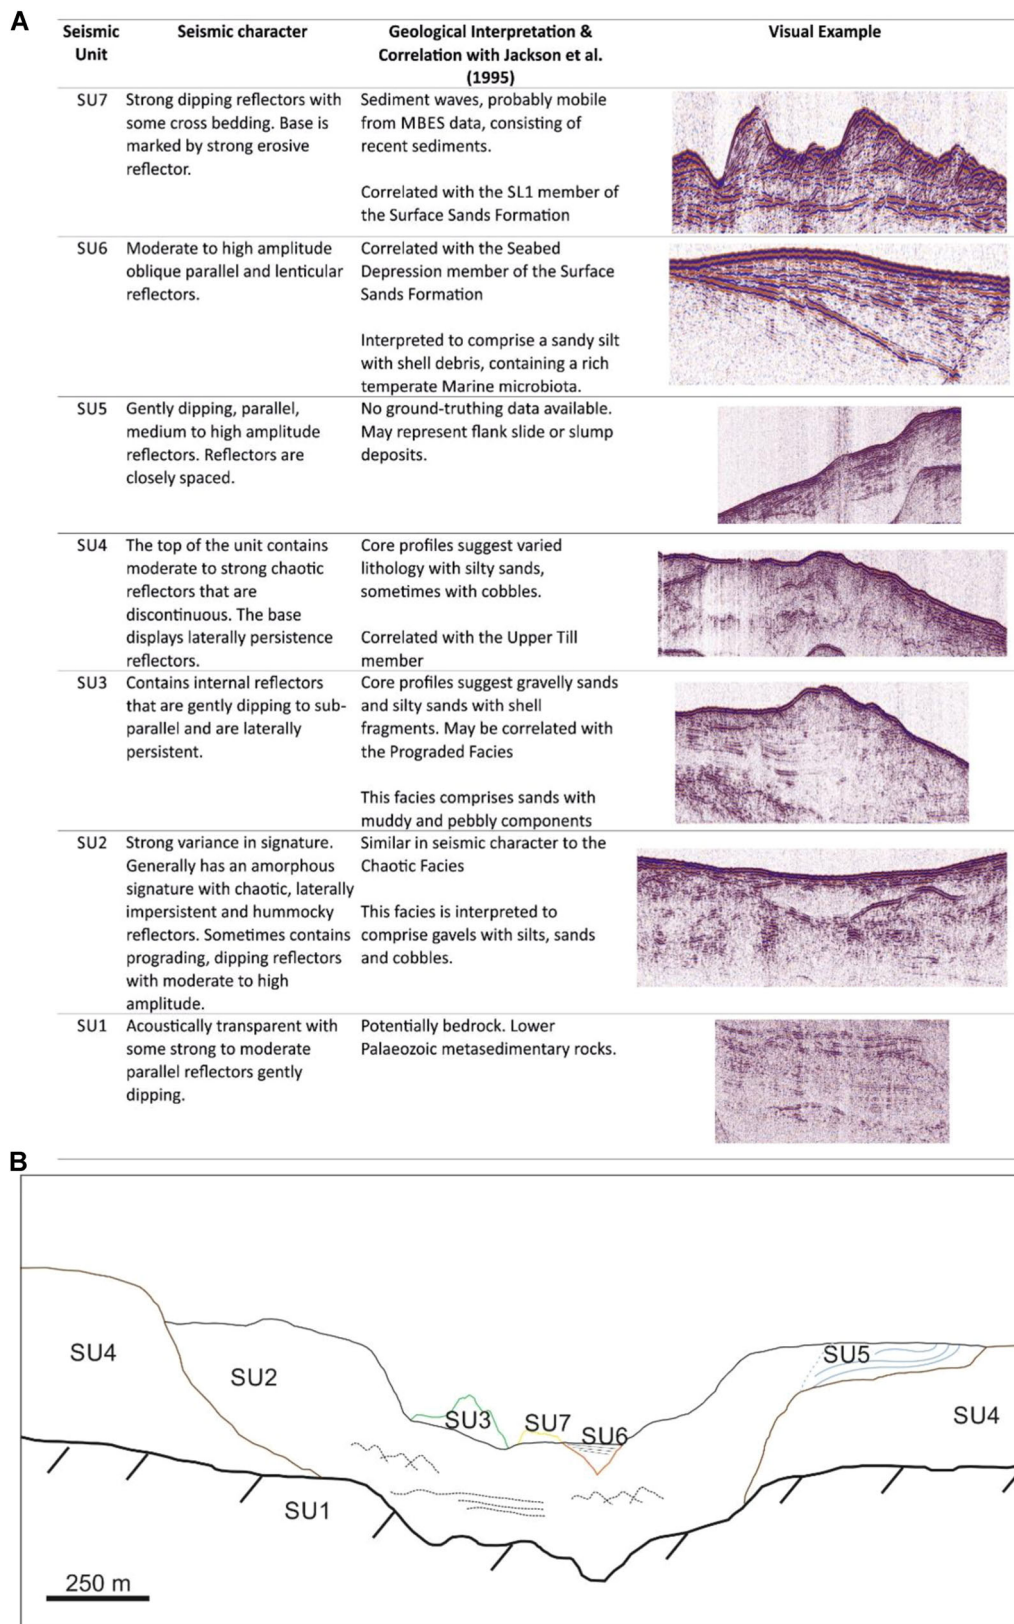 A
Seismic Unit
Seismic character
Geological Interpretation &
Correlation with Jackson et al.
(1995)
Visual Example
SU7
Strong dipping reflectors with
some cross bedding. Base is
marked by strong erosive
reflector.
Sediment waves, probably mobile
from MBES data, consisting of
recent sediments.
Correlated with the SL1 member of
the Surface Sands Formation
SU6
Moderate to high amplitude
oblique parallel and lenticular
reflectors.
Correlated with the Seabed
Depression member of the Surface
Sands Formation
Interpreted to comprise a sandy silt
with shell debris, containing a rich
temperate Marine microbiota.
SU5
Gently dipping, parallel,
medium to high amplitude
reflectors. Reflectors are
closely spaced.
No ground-truthing data available.
May represent flank slide or slump
deposits.
SU4
The top of the unit contains
moderate to strong chaotic
reflectors that are
discontinuous. The base
displays laterally persistence
reflectors.
Core profiles suggest varied
lithology with silty sands,
sometimes with cobbles.
Correlated with the Upper Till
member
SU3
Contains internal reflectors
that are gently dipping to sub-
parallel and are laterally
persistent.
Core profiles suggest gravelly sands
and silty sands with shell
fragments. May be correlated with
the Prograded Facies
This facies comprises sands with
muddy and pebbly components
SU2
Strong variance in signature.
Generally has an amorphous
signature with chaotic, laterally
impersistent and hummocky
reflectors. Sometimes contains
prograding, dipping reflectors
with moderate to high
amplitude.
Similar in seismic character to the
Chaotic Facies
This facies is interpreted to
comprise gavels with silts, sands
and cobbles.
SU1
Acoustically transparent with
some strong to moderate
parallel reflectors gently
dipping.
Potentially bedrock. Lower
Palaeozoic metasedimentary rocks.
B
SU4
SU2
SU3
SU7
SU6
SU5
SU4
SU1
250 m